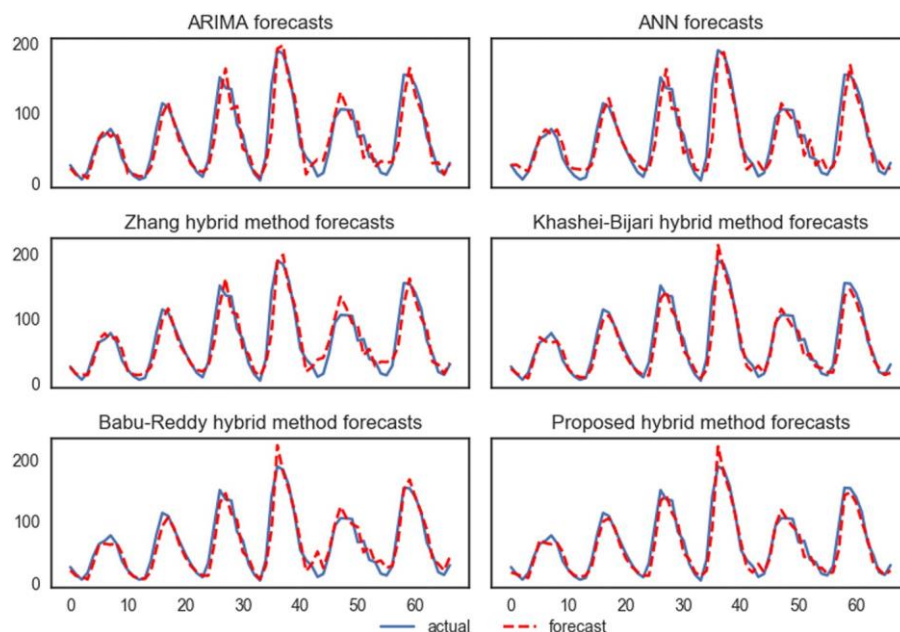 ARIMA forecasts
ANN forecasts
200
100
0
Zhang hybrid method forecasts
Khashei-Bijari hybrid method forecasts
200
100
0
Babu-Reddy hybrid method forecasts
Proposed hybrid method forecasts
200
100
0
0 10 20 30 40 50 60
0 10 20 30 40 50 60
actual forecast